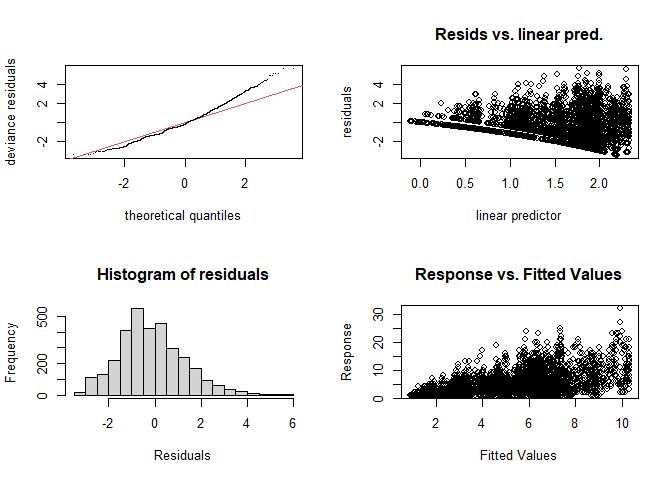 deviance residuals
-2 2 4
-2 0 2
theoretical quantiles
Resids vs. linear pred.
residuals
-2 2 4
0.0 0.5 1.0 1.5 2.0
linear predictor
Histogram of residuals
Frequency
0 200 500
-2 0 2 4 6
Residuals
Response vs. Fitted Values
Response
0 10 20 30
2 4 6 8 10
Fitted Values